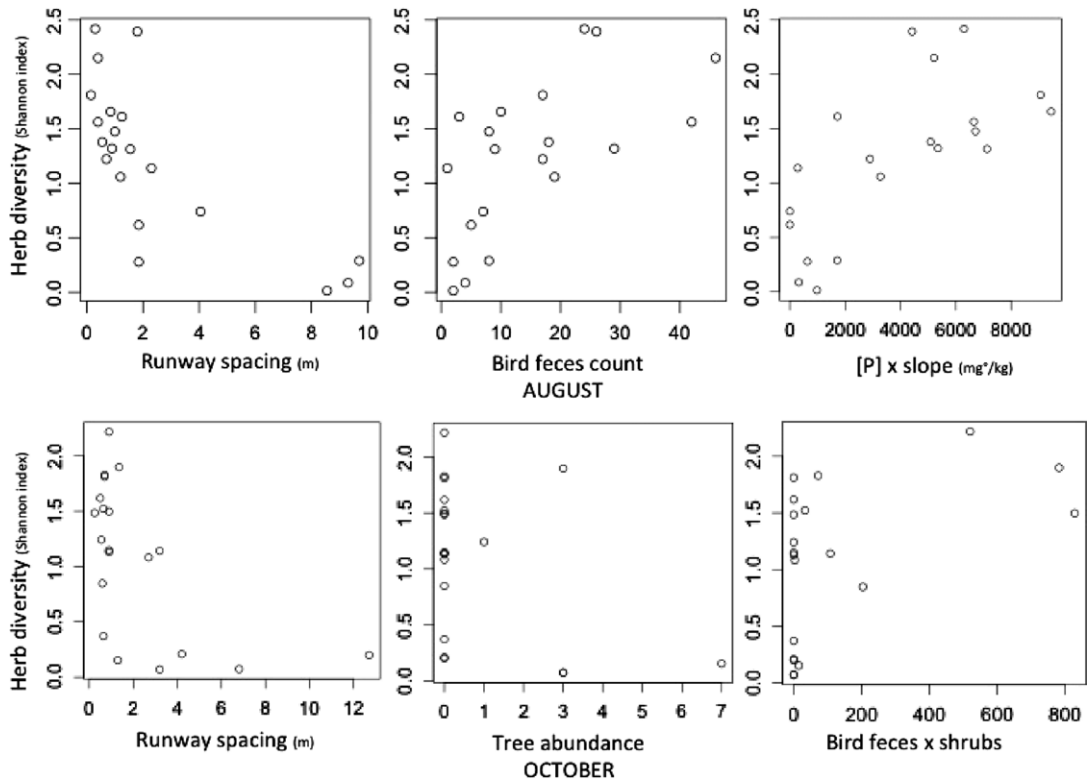 Herb diversity (Shannon index)
0.0 0.5 1.0 1.5 2.0 2.5
0 2 4 6 8 10
Runway spacing (m)
0.0 0.5 1.0 1.5 2.0 2.5
0 10 20 30 40
Bird feces count
AUGUST
0.0 0.5 1.0 1.5 2.0 2.5
0 2000 4000 6000 8000
[P] x slope (mg°/kg)
Herb diversity (Shannon index)
0.0 0.5 1.0 1.5 2.0
0 2 4 6 8 10 12
Runway spacing (m)
0.0 0.5 1.0 1.5 2.0
0 1 2 3 4 5 6 7
Tree abundance
OCTOBER
0.0 0.5 1.0 1.5 2.0
0 200 400 600 800
Bird feces x shrubs